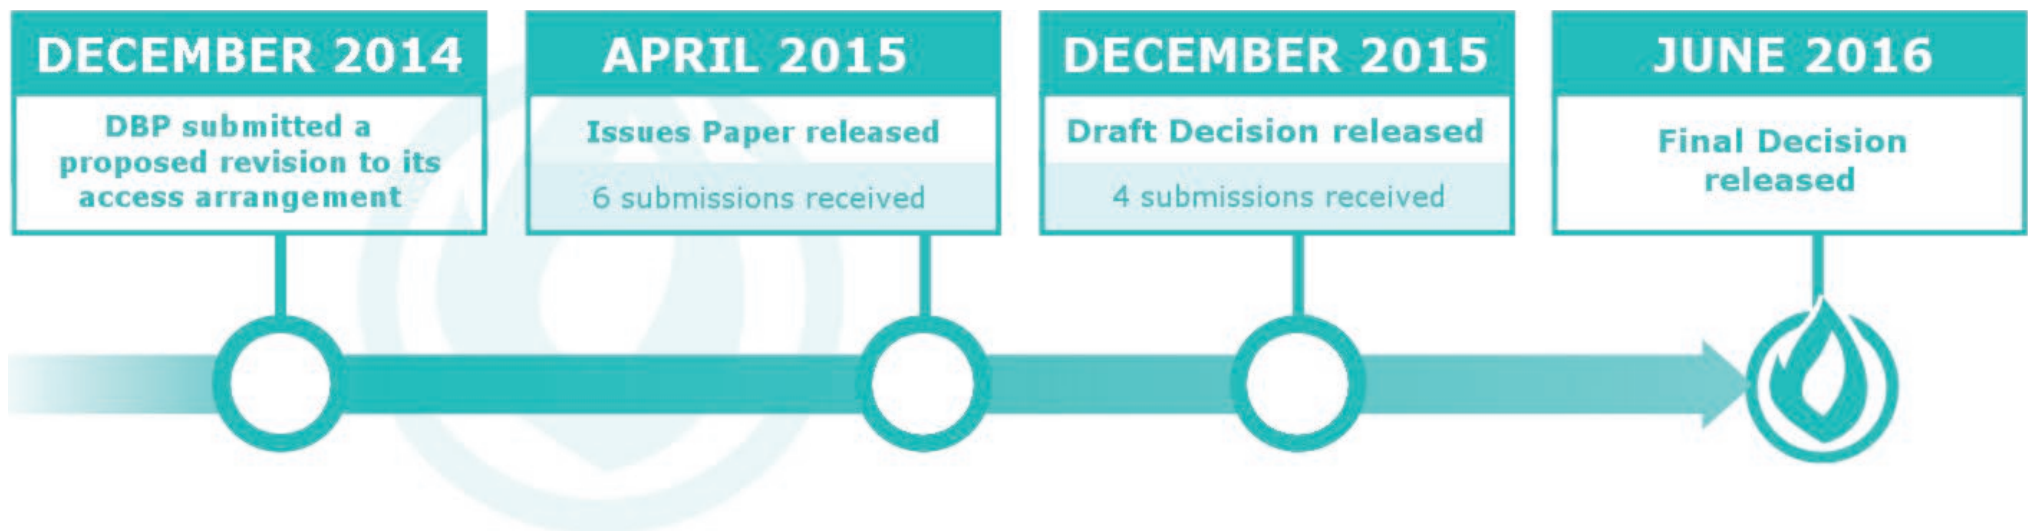 DECEMBER 2014
DBP submitted a
proposed revision to its
access arrangement
APRIL 2015
Issues Paper released
6 submissions received
DECEMBER 2015
Draft Decision released
4 submissions received
JUNE 2016
Final Decision
released